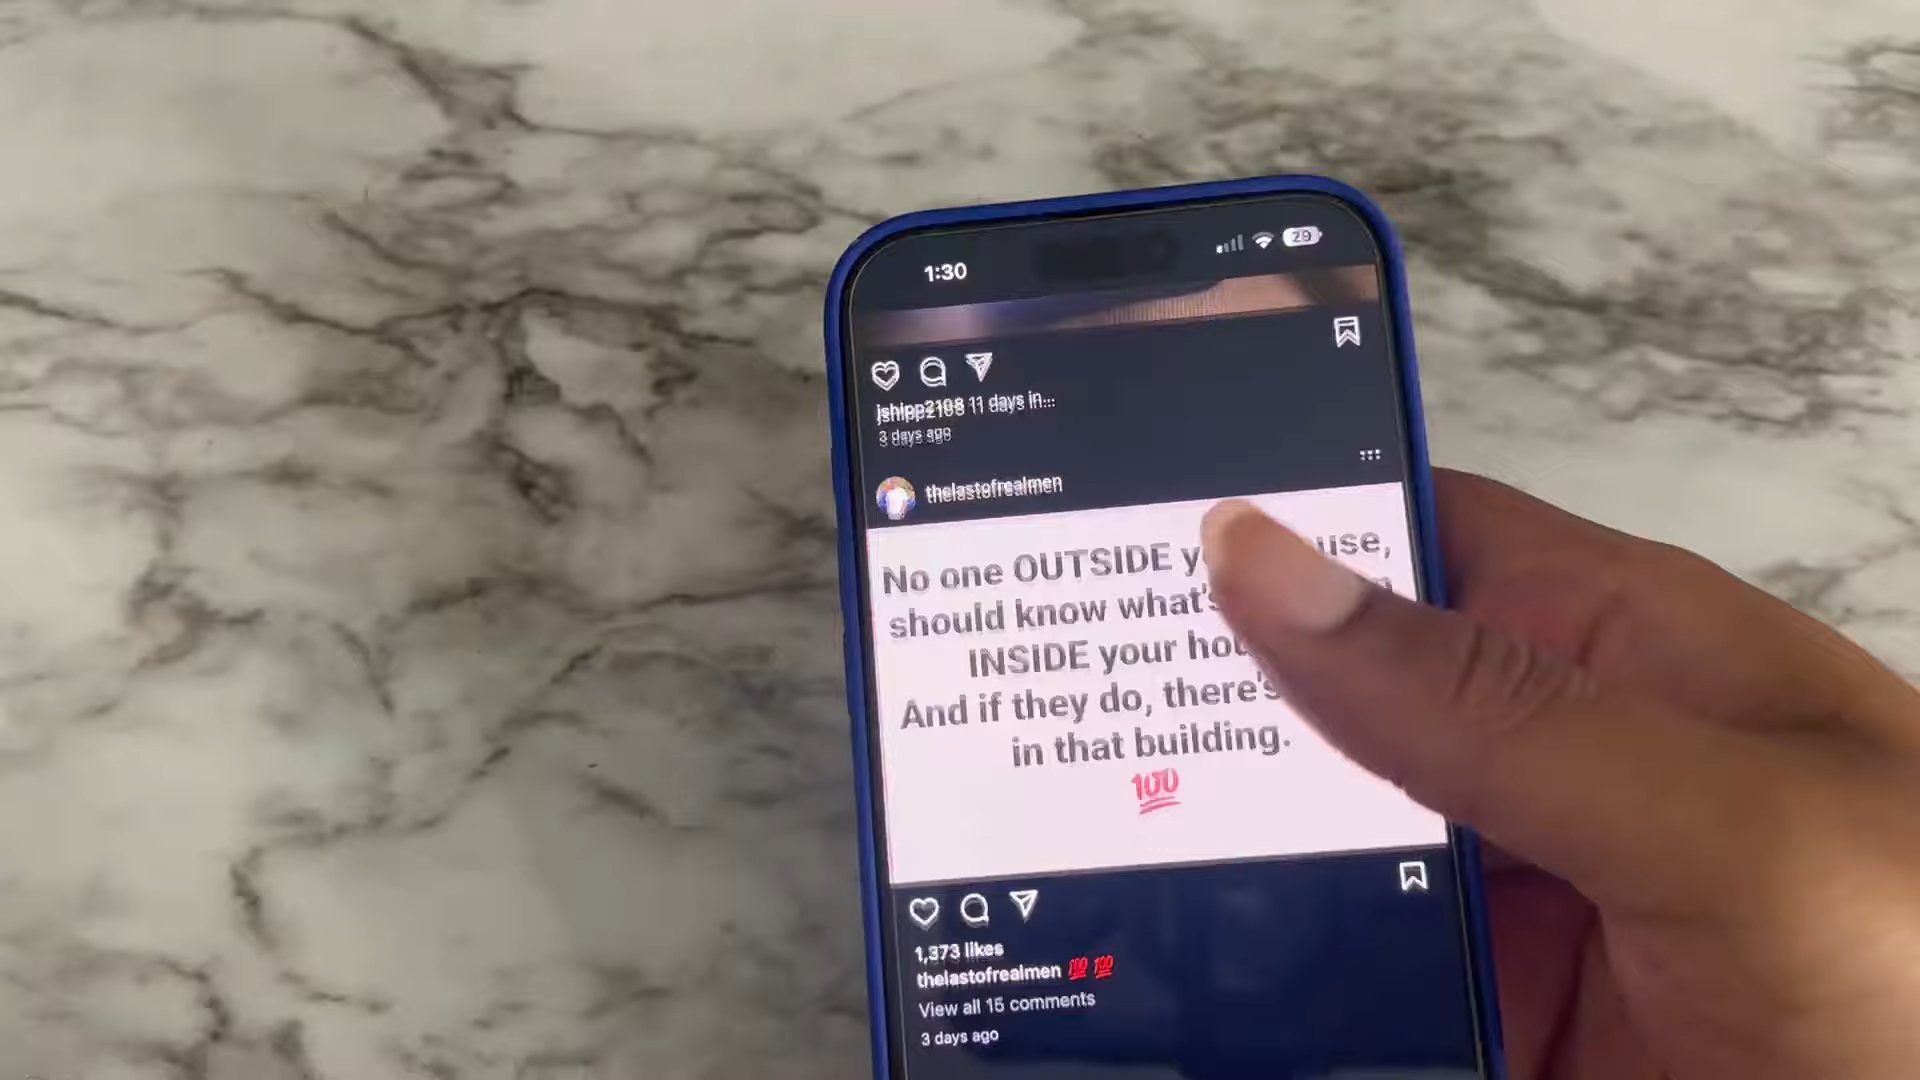 1:30
29
jshipp2108 11 days in...
3 days ago
thelastofrealmen
No one OUTSIDE
should know what's
INSIDE your
And if they do, there's
in that building.
💯
1,373 likes
thelastofrealmen 💯 💯
View all 15 comments
3 days ago